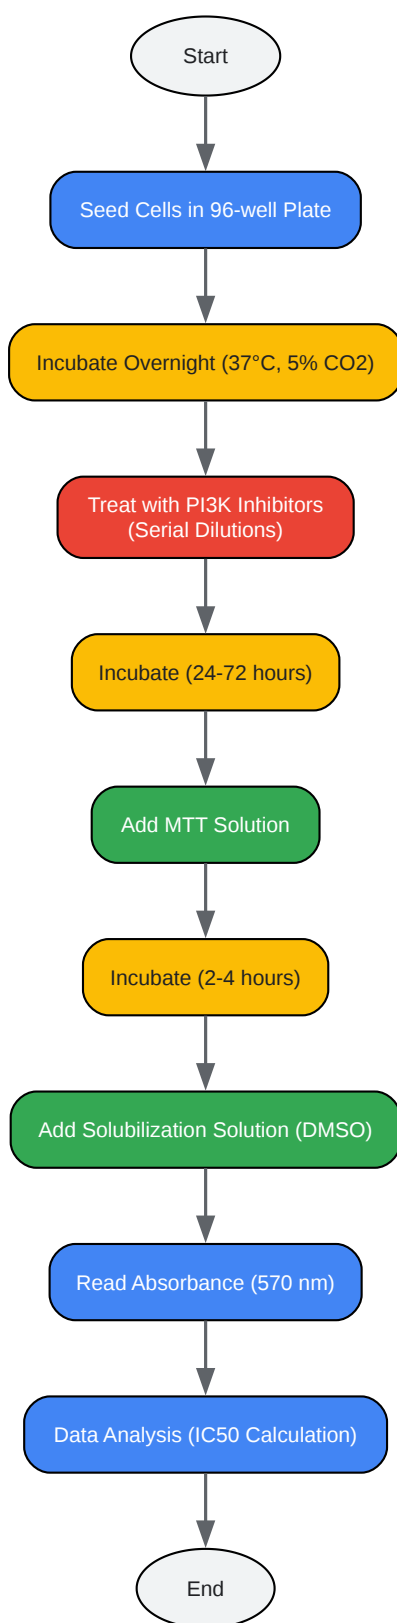 Start
Seed Cells in 96-well Plate
Incubate Overnight (37°C, 5% CO2)
Treat with PI3K Inhibitors
(Serial Dilutions)
Incubate (24-72 hours)
Add MTT Solution
Incubate (2-4 hours)
Add Solubilization Solution (DMSO)
Read Absorbance (570 nm)
Data Analysis (IC50 Calculation)
End